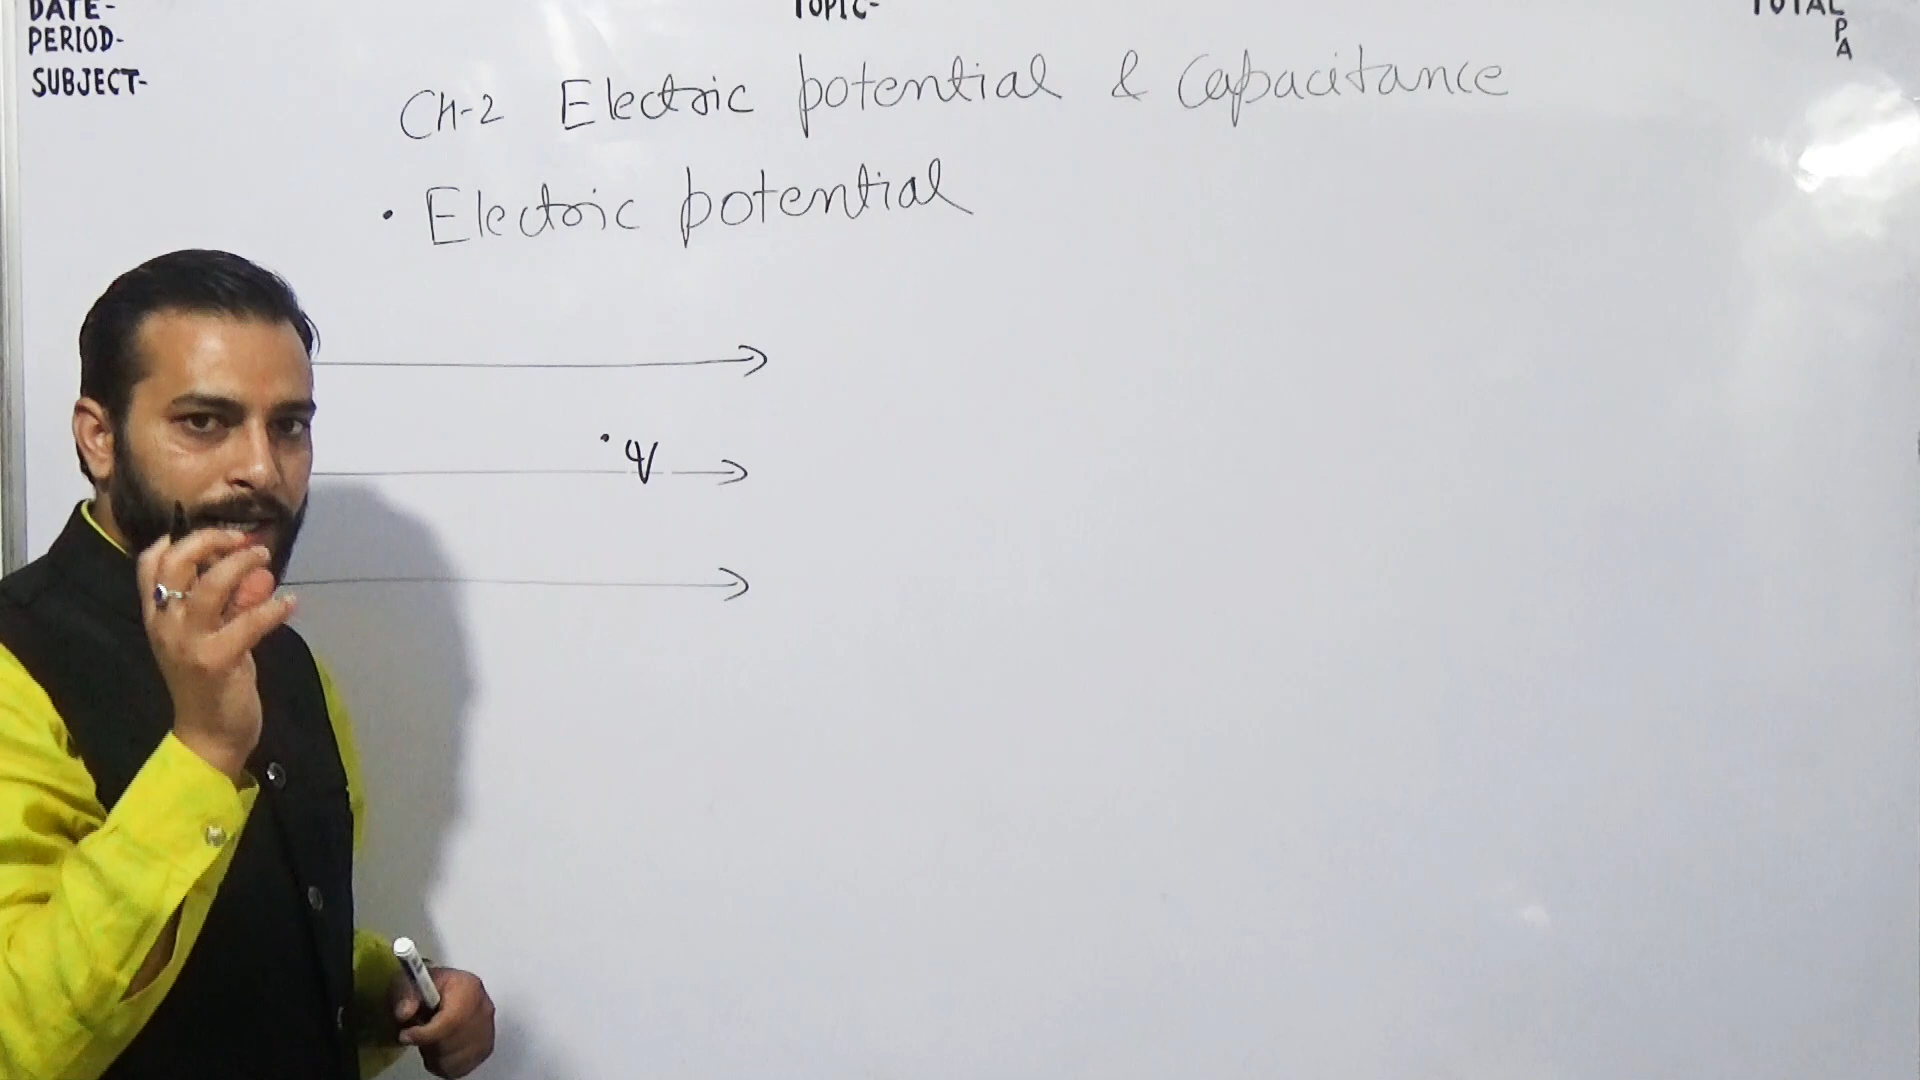 DATE-
TOPIC-
TOTAL
PERIOD-
P
A
SUBJECT-
Ch-2 Electric potential & Capacitance
• Electric potential
q